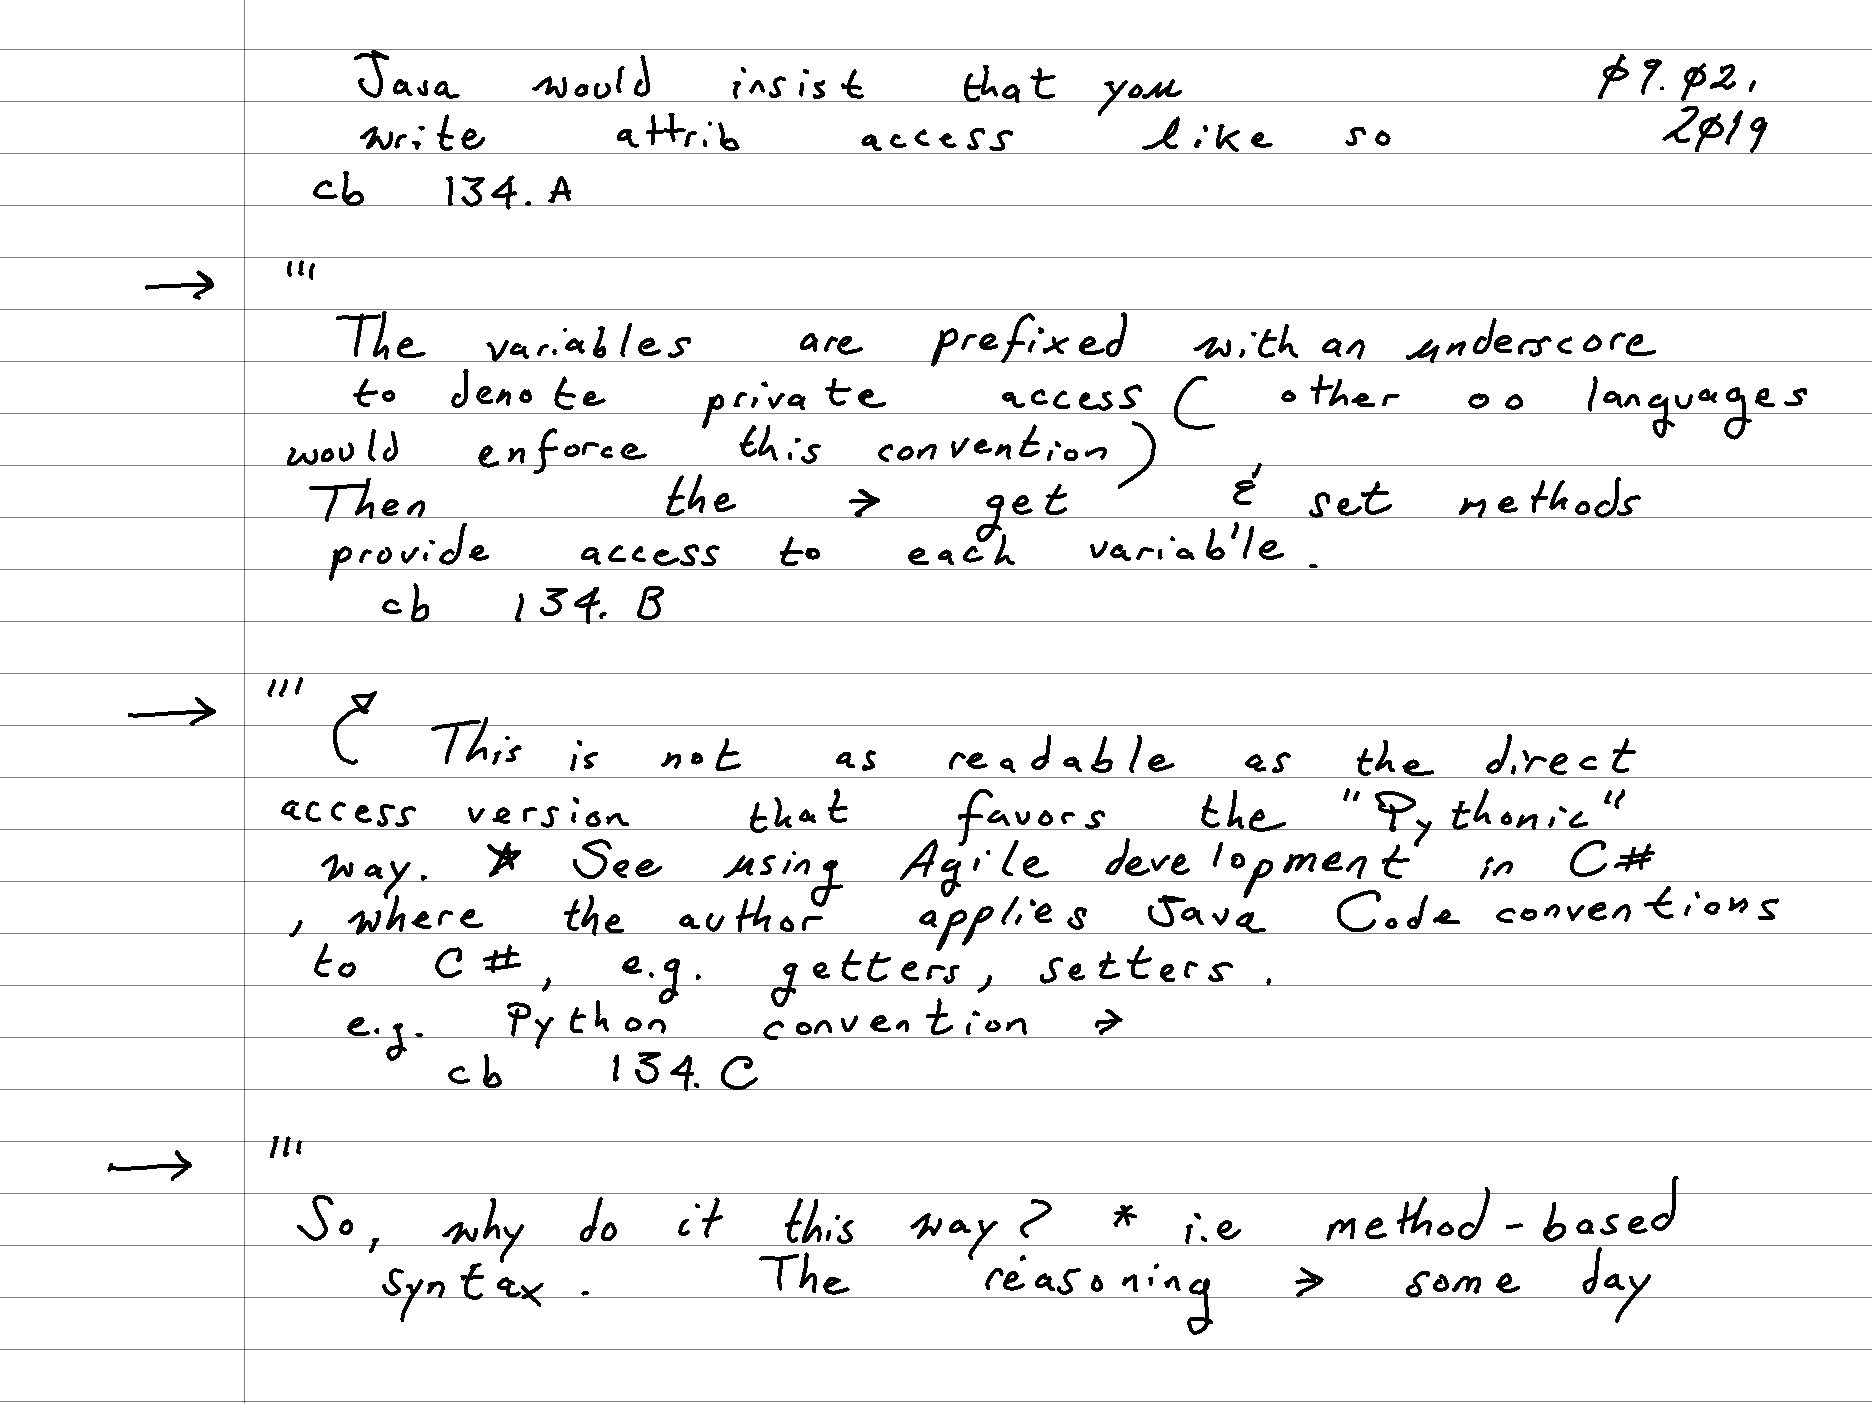 Java would insist that you ø9.ø2.
write attrib access like so 2ø19
cb 134.A
→ '''
The variables are prefixed with an underscore
to denote private access ( other oo languages
would enforce this convention )
Then the → get & set methods
provide access to each variable.
cb 134.B
→ '''
This is not as readable as the direct
access version that favors the "Pythonic"
way. * See using Agile development in C#
, where the author applies Java Code conventions
to C#, e.g. getters, setters.
e.g. Python convention →
cb 134.C
→ '''
So, why do it this way? * i.e method-based
syntax. The reasoning → some day